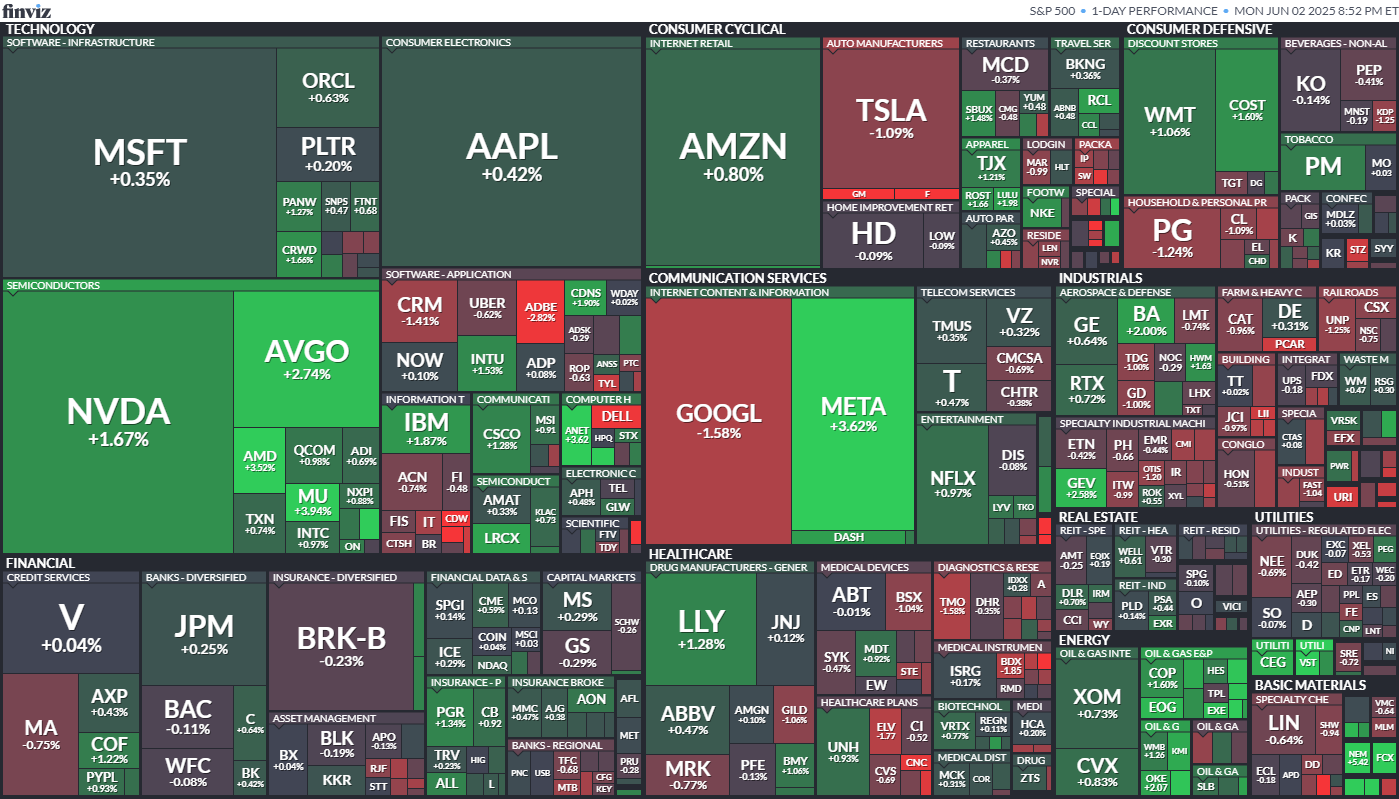 finviz
S&P 500 • 1-DAY PERFORMANCE • MON JUN 02 2025 8:52 PM ET
TECHNOLOGY
SOFTWARE - INFRASTRUCTURE
MSFT
+0.35%
ORCL
+0.63%
PLTR
+0.20%
PANW
+1.27%
SNPS
+0.47
FTNT
+0.68
CRWD
+1.66%
CONSUMER ELECTRONICS
AAPL
+0.42%
SEMICONDUCTORS
NVDA
+1.67%
AVGO
+2.74%
AMD
+3.52%
QCOM
+0.98%
ADI
+0.69%
TXN
+0.74%
MU
+3.94%
NXPI
+0.88%
INTC
+0.97%
ON
SOFTWARE - APPLICATION
CRM
-1.41%
UBER
-0.62%
ADBE
-2.82%
CDNS
+1.90%
WDAY
+0.02%
NOW
+0.10%
INTU
+1.53%
ADP
+0.08%
ADSK
-0.29
ROP
-0.63
ANSS
PTC
TYL
INFORMATION T
IBM
+1.87%
ACN
-0.74%
FI
-0.48
FIS
IT
CDW
CTSH
BR
COMMUNICATI
CSCO
+1.28%
MSI
+0.91
COMPUTER H
ANET
+3.62
DELL
HPQ
STX
SEMICONDUCT
AMAT
+0.33%
KLAC
+0.73
LRCX
ELECTRONIC C
APH
+0.48%
TEL
GLW
SCIENTIFIC
FTV
TDY
CONSUMER CYCLICAL
INTERNET RETAIL
AMZN
+0.80%
AUTO MANUFACTURERS
TSLA
-1.09%
GM
F
HOME IMPROVEMENT RET
HD
-0.09%
LOW
-0.09%
RESTAURANTS
MCD
-0.37%
SBUX
+1.48%
CMG
-0.48
YUM
+0.48
TRAVEL SER
BKNG
+0.36%
ABNB
+0.48
RCL
CCL
APPAREL
TJX
+1.21%
ROST
+1.66
LULU
+1.98
LODGIN
MAR
-0.99
HLT
PACKA
IP
SW
FOOTW
NKE
SPECIAL
AUTO PAR
AZO
+0.45%
RESIDE
LEN
NVR
CONSUMER DEFENSIVE
DISCOUNT STORES
WMT
+1.06%
COST
+1.60%
TGT
DG
BEVERAGES - NON-AL
KO
-0.14%
PEP
-0.41%
MNST
-0.19
KDP
-1.25
TOBACCO
PM
MO
+0.03
HOUSEHOLD & PERSONAL PR
PG
-1.24%
CL
-1.09%
EL
CHD
PACK
GIS
K
CONFEC
MDLZ
+0.03%
KR
STZ
SYY
COMMUNICATION SERVICES
INTERNET CONTENT & INFORMATION
GOOGL
-1.58%
META
+3.62%
DASH
TELECOM SERVICES
TMUS
+0.35%
VZ
+0.32%
T
+0.47%
CMCSA
-0.69%
CHTR
-0.38%
ENTERTAINMENT
NFLX
+0.97%
DIS
-0.08%
LYV
TKO
INDUSTRIALS
AEROSPACE & DEFENSE
GE
+0.64%
BA
+2.00%
LMT
-0.74%
RTX
+0.72%
TDG
-1.00%
NOC
-0.29
HWM
+1.63
GD
-1.00%
LHX
TXT
FARM & HEAVY C
CAT
-0.96%
DE
+0.31%
PCAR
RAILROADS
UNP
-1.25%
CSX
NSC
-0.75
BUILDING
TT
+0.02%
JCI
-0.97%
LII
INTEGRAT
UPS
-0.18
FDX
WASTE M
WM
+0.47
RSG
+0.30
SPECIALTY INDUSTRIAL MACHI
ETN
-0.42%
PH
-0.66
EMR
-0.44%
CMI
GEV
+2.58%
ITW
-0.99
OTIS
-1.20
IR
ROK
+0.55
XYL
CONGLO
HON
-0.51%
SPECIA
CTAS
+0.08
INDUST
FAST
-1.04
VRSK
EFX
PWR
URI
REAL ESTATE
REIT - SPE
AMT
-0.25
EQIX
+0.19
DLR
+0.70%
IRM
CCI
WY
REIT - HEA
WELL
+0.61
VTR
-0.30
REIT - IND
PLD
+0.14
PSA
+0.44
EXR
REIT - RESID
SPG
-0.10%
O
VICI
UTILITIES
UTILITIES - REGULATED ELEC
NEE
-0.69%
DUK
-0.42
EXC
-0.07
XEL
-0.53
PEG
ED
ETR
-0.17
WEC
-0.20
SO
-0.07%
AEP
-0.30
PPL
ES
D
FE
CNP
LNT
UTILITI
CEG
UTILI
VST
SRE
-0.72
NI
FINANCIAL
CREDIT SERVICES
V
+0.04%
MA
-0.75%
AXP
+0.43%
COF
+1.22%
PYPL
+0.93%
BANKS - DIVERSIFIED
JPM
+0.25%
BAC
-0.11%
C
+0.64%
WFC
-0.08%
BK
+0.42%
INSURANCE - DIVERSIFIED
BRK-B
-0.23%
ASSET MANAGEMENT
BX
+0.04%
BLK
-0.19%
APO
-0.13%
KKR
RJF
STT
FINANCIAL DATA & S
SPGI
+0.14%
CME
+0.59%
MCO
+0.13
ICE
+0.29%
COIN
+0.04%
MSCI
+0.03
NDAQ
CAPITAL MARKETS
MS
+0.29%
GS
-0.29%
SCHW
-0.26
INSURANCE - P
PGR
+1.34%
CB
+0.92
TRV
+0.23%
HIG
ALL
L
INSURANCE BROKE
MMC
+0.47%
AJG
+0.38
AON
BANKS - REGIONAL
PNC
USB
TFC
-0.68
MTB
CFG
KEY
AFL
MET
PRU
-0.28
HEALTHCARE
DRUG MANUFACTURERS - GENER
LLY
+1.28%
JNJ
+0.12%
ABBV
+0.47%
AMGN
+0.10%
GILD
-1.06%
MRK
-0.77%
PFE
-0.13%
BMY
+1.06%
MEDICAL DEVICES
ABT
-0.01%
BSX
-1.04%
SYK
-0.47%
MDT
+0.92%
STE
EW
HEALTHCARE PLANS
UNH
+0.93%
ELV
-1.77
CI
-0.52
CVS
-0.69
CNC
DIAGNOSTICS & RESE
TMO
-1.58%
DHR
-0.35%
IDXX
+0.28
A
MEDICAL INSTRUMEN
ISRG
+0.17%
BDX
-1.85
RMD
BIOTECHNOL
VRTX
+0.77%
REGN
+0.11%
MEDI
HCA
+0.20%
MEDICAL DIST
MCK
+0.31%
COR
DRUG
ZTS
ENERGY
OIL & GAS INTE
XOM
+0.73%
CVX
+0.83%
OIL & GAS E&P
COP
+1.60%
HES
EOG
TPL
EXE
OIL & G
WMB
+1.26
KMI
OKE
+2.07
OIL & GA
OIL & GA
SLB
BASIC MATERIALS
SPECIALTY CHE
LIN
-0.64%
SHW
-0.94
ECL
-0.18
APD
DD
VMC
-0.64
MLM
NEM
+5.42
FCX